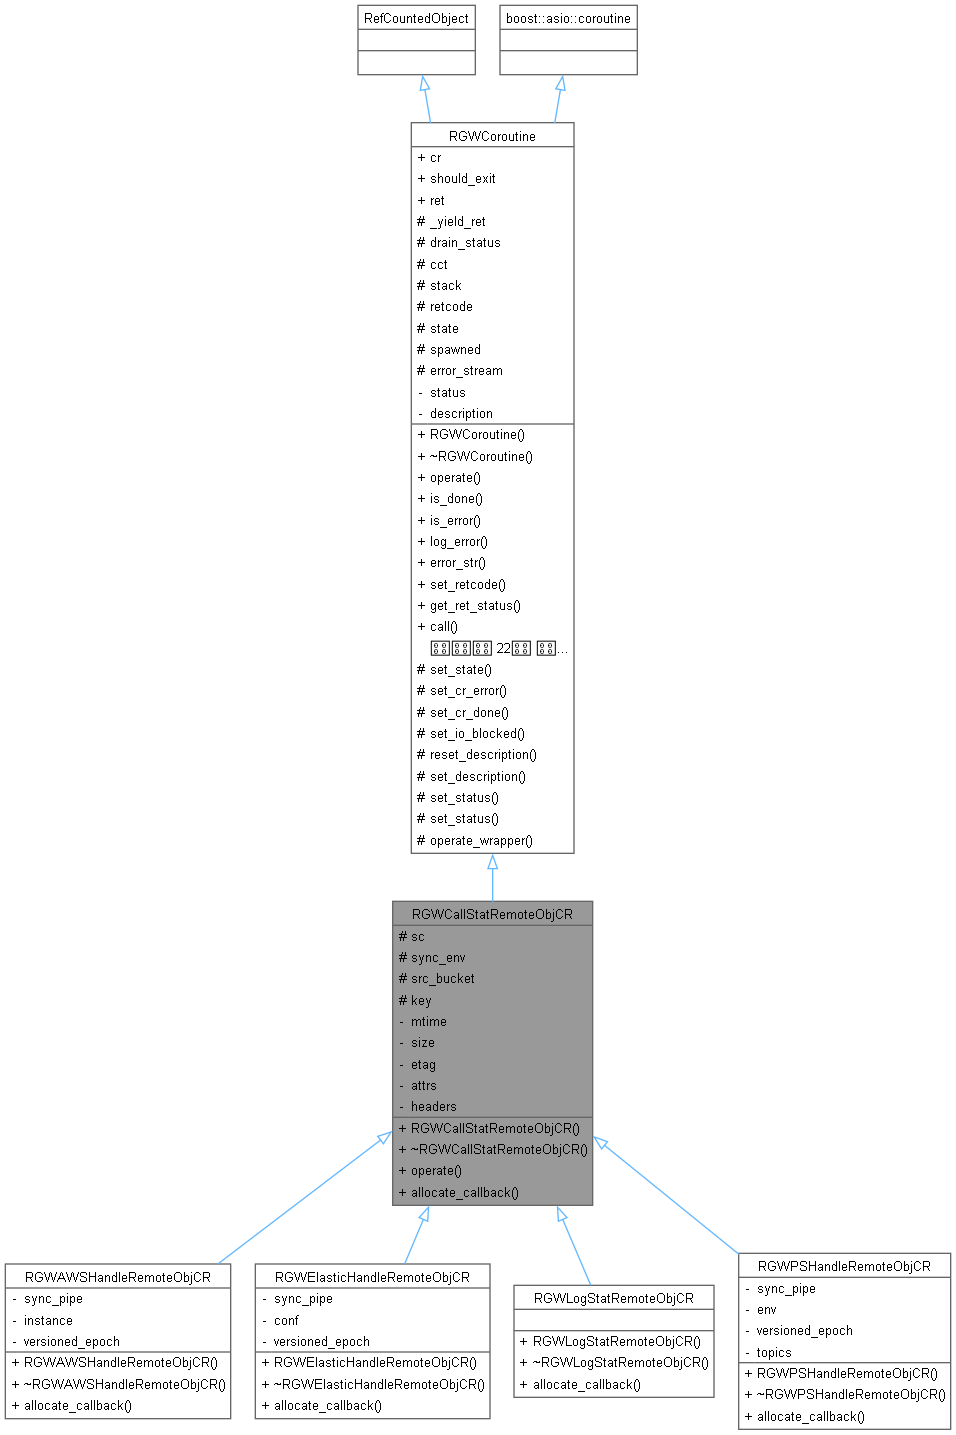 RefCountedObject
boost::asio::coroutine
RGWCoroutine
+ cr
+ should_exit
+ ret
# _yield_ret
# drain_status
# cct
# stack
# retcode
# state
# spawned
# error_stream
- status
- description
+ RGWCoroutine()
+ ~RGWCoroutine()
+ operate()
+ is_done()
+ is_error()
+ log_error()
+ error_str()
+ set_retcode()
+ get_ret_status()
+ call()
22 ...
# set_state()
# set_cr_error()
# set_cr_done()
# set_io_blocked()
# reset_description()
# set_description()
# set_status()
# set_status()
# operate_wrapper()
RGWCallStatRemoteObjCR
# sc
# sync_env
# src_bucket
# key
- mtime
- size
- etag
- attrs
- headers
+ RGWCallStatRemoteObjCR()
+ ~RGWCallStatRemoteObjCR()
+ operate()
+ allocate_callback()
RGWAWSHandleRemoteObjCR
- sync_pipe
- instance
- versioned_epoch
+ RGWAWSHandleRemoteObjCR()
+ ~RGWAWSHandleRemoteObjCR()
+ allocate_callback()
RGWElasticHandleRemoteObjCR
- sync_pipe
- conf
- versioned_epoch
+ RGWElasticHandleRemoteObjCR()
+ ~RGWElasticHandleRemoteObjCR()
+ allocate_callback()
RGWLogStatRemoteObjCR
+ RGWLogStatRemoteObjCR()
+ ~RGWLogStatRemoteObjCR()
+ allocate_callback()
RGWPSHandleRemoteObjCR
- sync_pipe
- env
- versioned_epoch
- topics
+ RGWPSHandleRemoteObjCR()
+ ~RGWPSHandleRemoteObjCR()
+ allocate_callback()